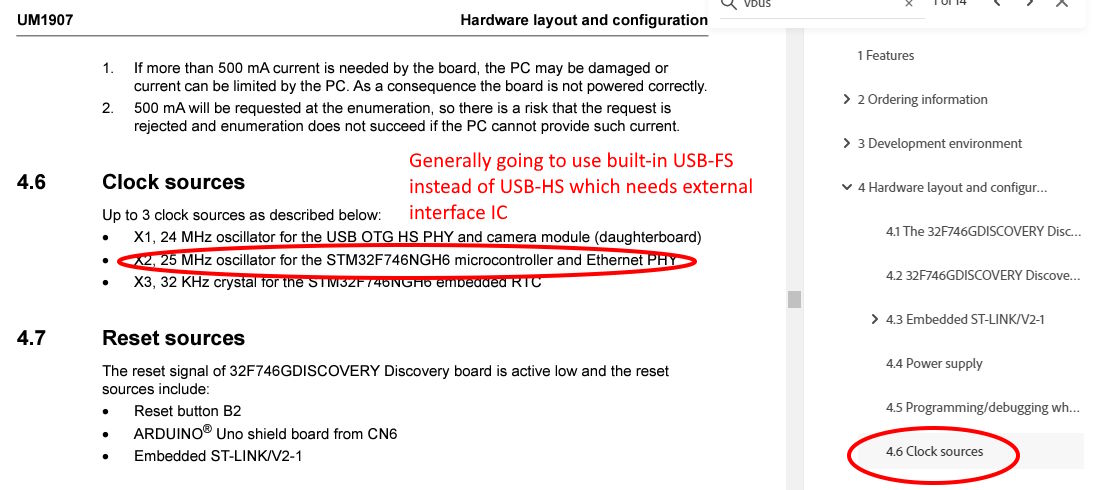 UM1907
Hardware layout and configuration
vbus
1 of 14
1. If more than 500 mA current is needed by the board, the PC may be damaged or
current can be limited by the PC. As a consequence the board is not powered correctly.
2. 500 mA will be requested at the enumeration, so there is a risk that the request is
rejected and enumeration does not succeed if the PC cannot provide such current.
Generally going to use built-in USB-FS
instead of USB-HS which needs external
interface IC
4.6 Clock sources
Up to 3 clock sources as described below:
• X1, 24 MHz oscillator for the USB OTG HS PHY and camera module (daughterboard)
• X2, 25 MHz oscillator for the STM32F746NGH6 microcontroller and Ethernet PHY
• X3, 32 KHz crystal for the STM32F746NGH6 embedded RTC
4.7 Reset sources
The reset signal of 32F746GDISCOVERY Discovery board is active low and the reset
sources include:
• Reset button B2
• ARDUINO® Uno shield board from CN6
• Embedded ST-LINK/V2-1
1 Features
2 Ordering information
3 Development environment
4 Hardware layout and configur...
4.1 The 32F746GDISCOVERY Disc...
4.2 32F746GDISCOVERY Discove...
4.3 Embedded ST-LINK/V2-1
4.4 Power supply
4.5 Programming/debugging wh...
4.6 Clock sources